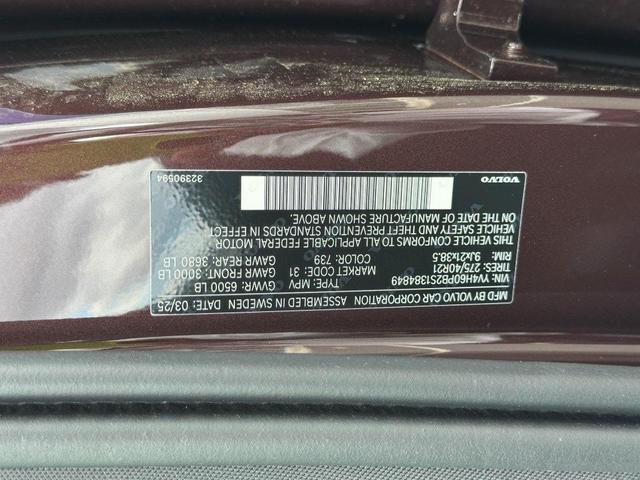 MFD BY VOLVO CAR CORPORATION ASSEMBLED IN SWEDEN 03/25
VIN: YV4H60PB2S1384849 TYPE: MPV GVWR: 6500 LB
TIRES: 275/40R21 MARKET CODE: 31 GAWR FRONT: 3000 LB
RIM: 9Jx21x38.5 COLOR: 739 GAWR REAR: 3680 LB
THIS VEHICLE CONFORMS TO ALL APPLICABLE FEDERAL MOTOR
VEHICLE SAFETY AND THEFT PREVENTION STANDARDS IN EFFECT
ON THE DATE OF MANUFACTURE SHOWN ABOVE.
VOLVO 32390594